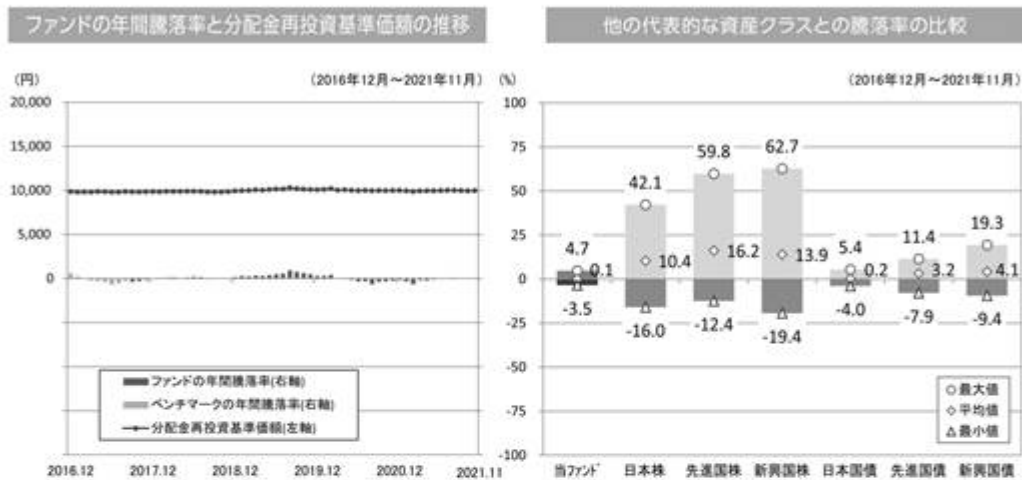 ファンドの年間騰落率と分配金再投資基準価額の推移
他の代表的な資産クラスとの騰落率の比較
(円)
(2016年12月～2021年11月)
20,000
15,000
10,000
5,000
0
ファンドの年間騰落率(右軸)
ベンチマークの年間騰落率(右軸)
分配金再投資基準価額(左軸)
2016.12
2017.12
2018.12
2019.12
2020.12
2021.11
(%)
(2016年12月～2021年11月)
100
75
50
25
0
-25
-50
-75
-100
4.7
0.1
-3.5
42.1
10.4
-16.0
59.8
16.2
-12.4
62.7
13.9
-19.4
5.4
0.2
-4.0
11.4
3.2
-7.9
19.3
4.1
-9.4
最大値
平均値
最小値
当ファンド
日本株
先進国株
新興国株
日本国債
先進国債
新興国債